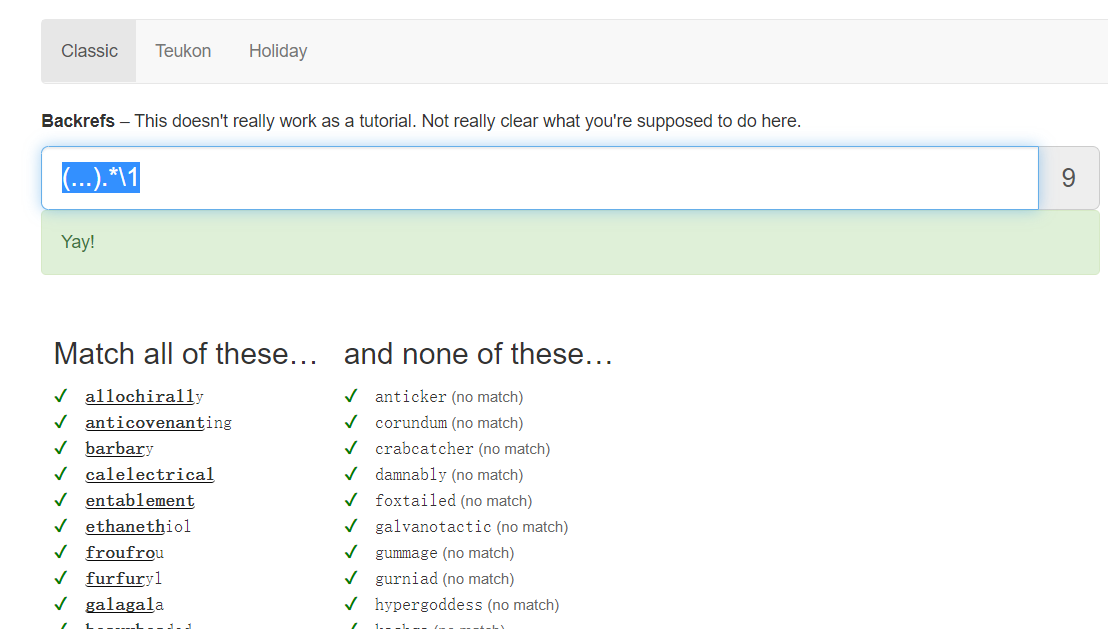 Classic Teukon Holiday
Backrefs – This doesn't really work as a tutorial. Not really clear what you're supposed to do here.
(...).*\1 9
Yay!
Match all of these… and none of these…
✓ allochirally ✓ anticker (no match)
✓ anticovenanting ✓ corundum (no match)
✓ barbary ✓ crabcatcher (no match)
✓ calelectrical ✓ damnably (no match)
✓ entablement ✓ foxtailed (no match)
✓ ethanethiol ✓ galvanotactic (no match)
✓ froufrou ✓ gummage (no match)
✓ furfuryl ✓ gurniad (no match)
✓ galagala ✓ hypergoddess (no match)